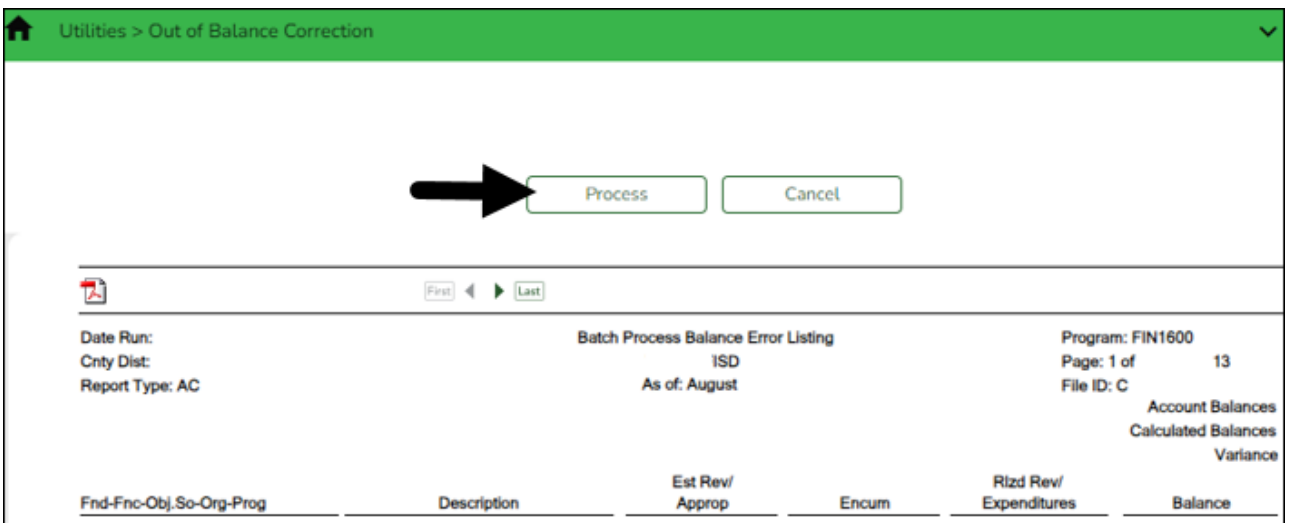 Utilities > Out of Balance Correction
Process Cancel
First Last
Date Run: Batch Process Balance Error Listing Program: FIN1600
Cnty Dist: ISD Page: 1 of 13
Report Type: AC As of: August File ID: C
Account Balances
Calculated Balances
Variance
Est Rev/ Rlzd Rev/
Fnd-Fnc-Obj.So-Org-Prog Description Approp Encum Expenditures Balance